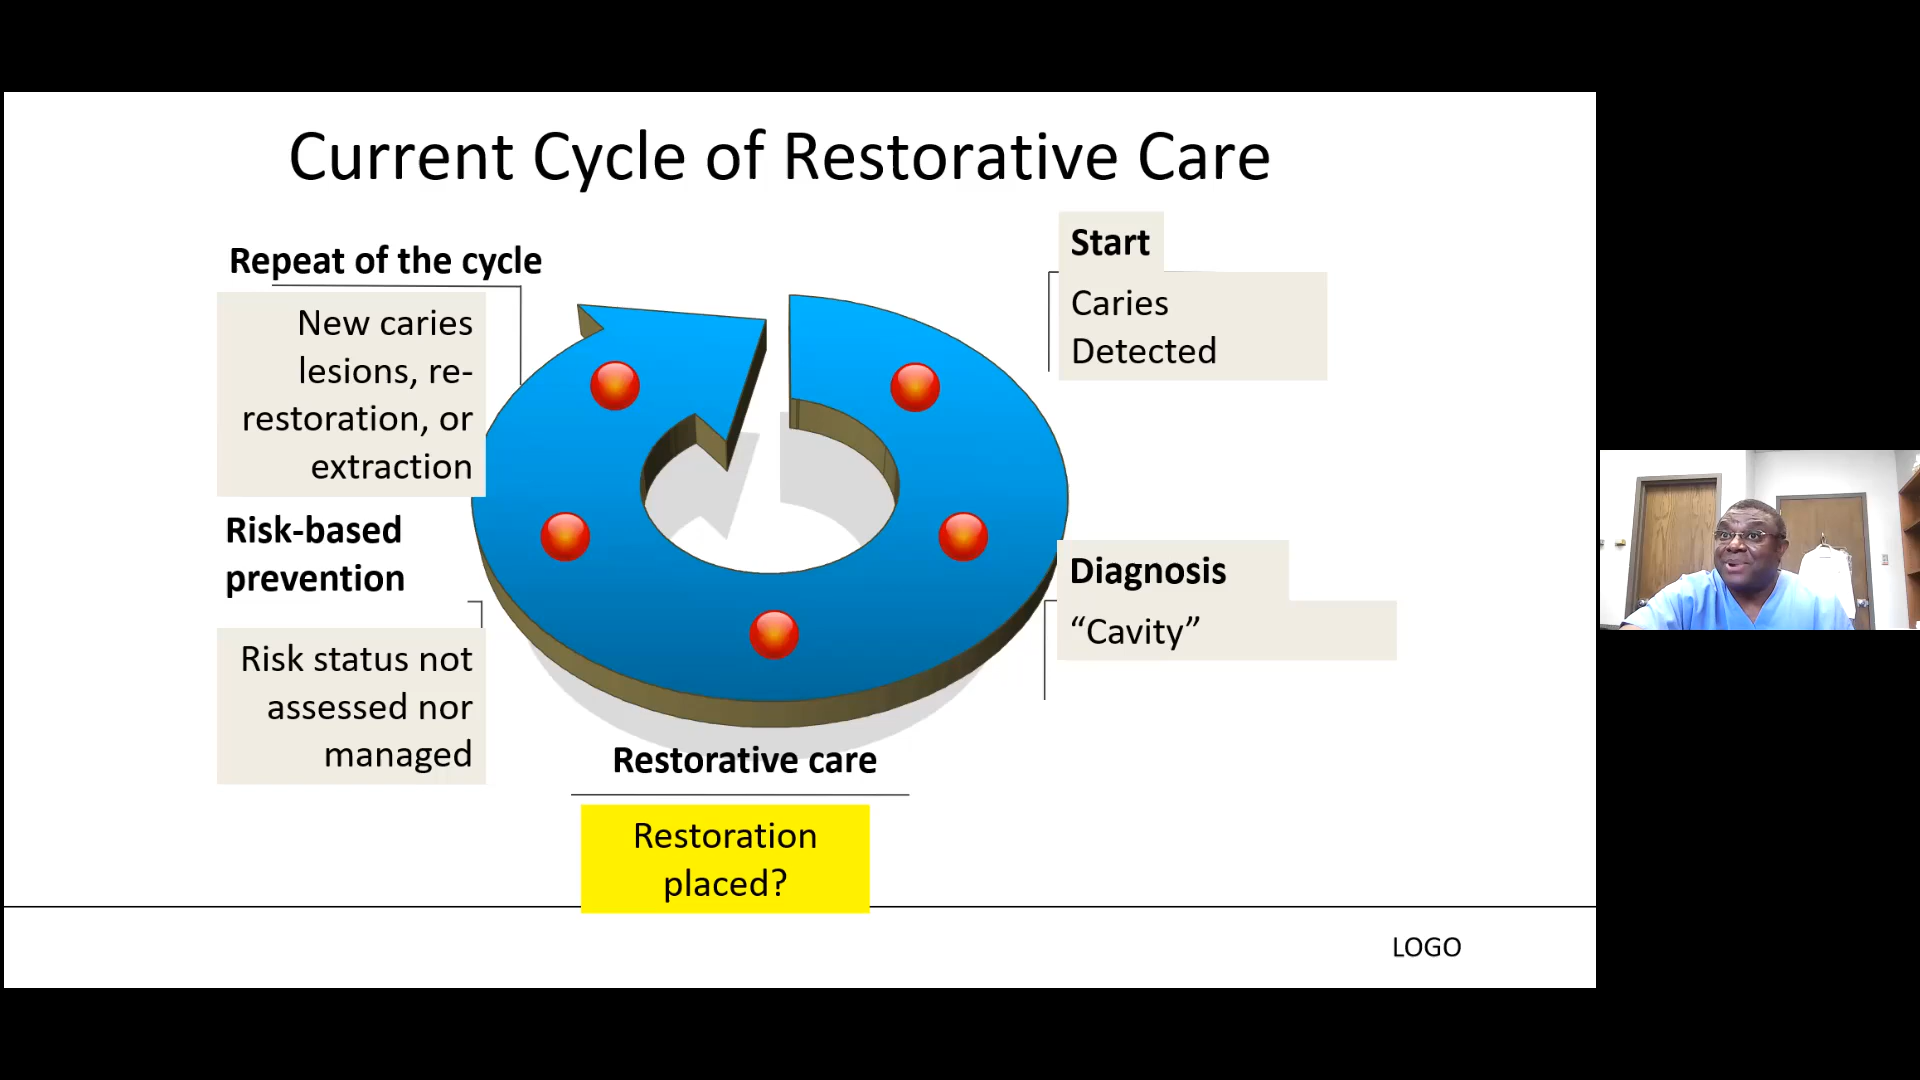 Current Cycle of Restorative Care
Start
Caries
Detected
Diagnosis
“Cavity”
Restorative care
Restoration
placed?
Risk-based
prevention
Risk status not
assessed nor
managed
Repeat of the cycle
New caries
lesions, re-
restoration, or
extraction
LOGO